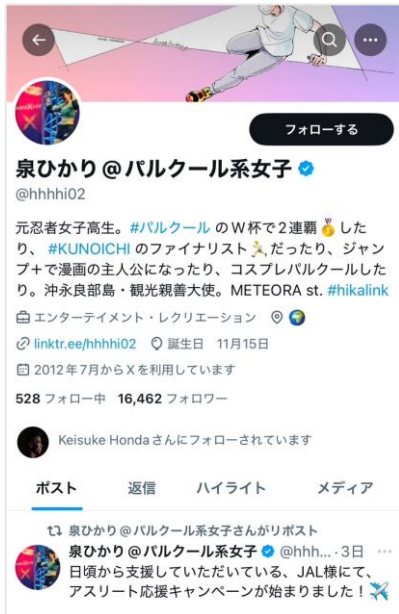 フォローする
泉ひかり@パルクール系女子
@hhhhi02
元忍者女子高生。#パルクール のW杯で2連覇🥇した
り、 #KUNOICHI のファイナリスト🏃だったり、ジャン
プ+で漫画の主人公になったり、コスプレパルクールした
り。沖永良部島・観光親善大使。METEORA st. #hikalink
エンターテイメント・レクリエーション 🌍
linktr.ee/hhhhi02 誕生日 11月15日
2012年7月からXを利用しています
528 フォロー中 16,462 フォロワー
Keisuke Hondaさんにフォローされています
ポスト 返信 ハイライト メディア
泉ひかり@パルクール系女子さんがリポスト
泉ひかり@パルクール系女子 @hhh... · 3日 ···
日頃から支援していただいている、JAL様にて、
アスリート応援キャンペーンが始まりました！✈️